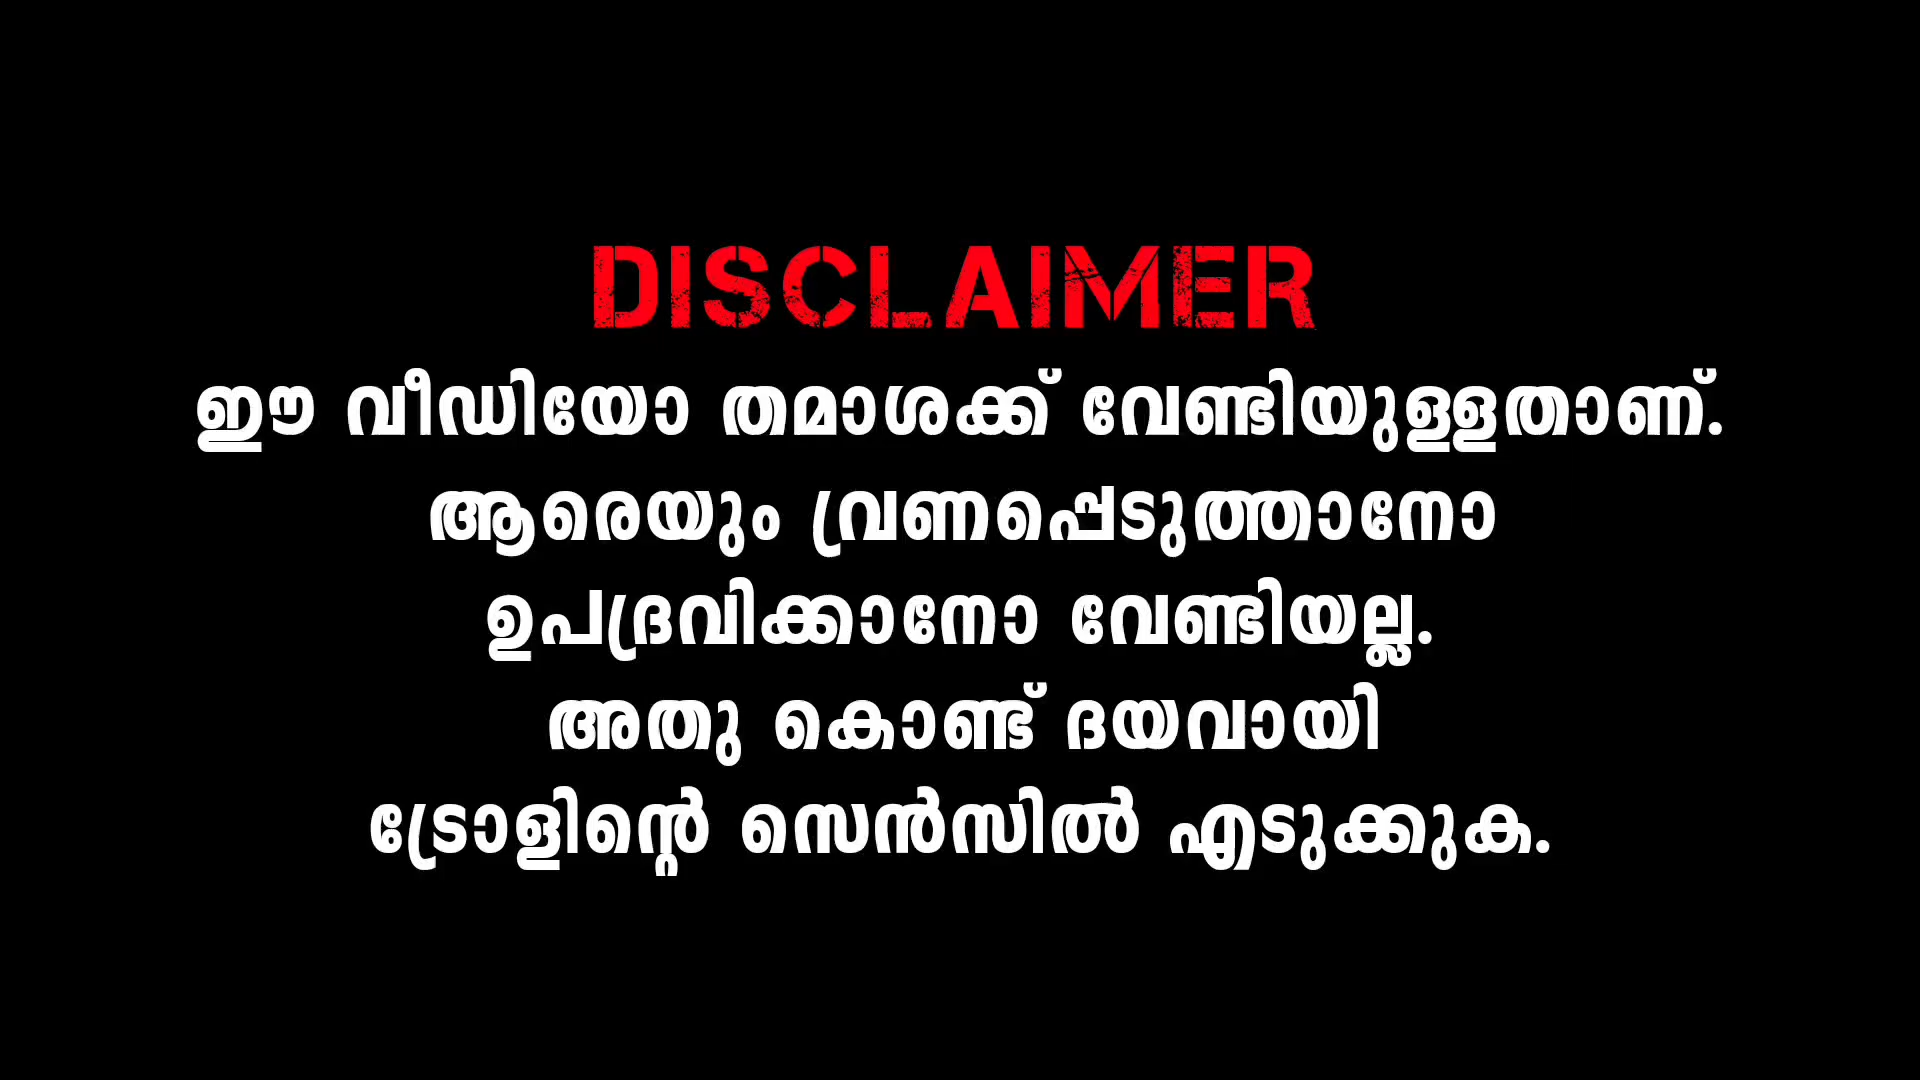 DISCLAIMER
ഈ വീഡിയോ തമാശക്ക് വേണ്ടിയുള്ളതാണ്.
ആരെയും വ്രണപ്പെടുത്താനോ
ഉപദ്രവിക്കാനോ വേണ്ടിയല്ല.
അതു കൊണ്ട് ദയവായി
ട്രോളിന്റെ സെൻസിൽ എടുക്കുക.